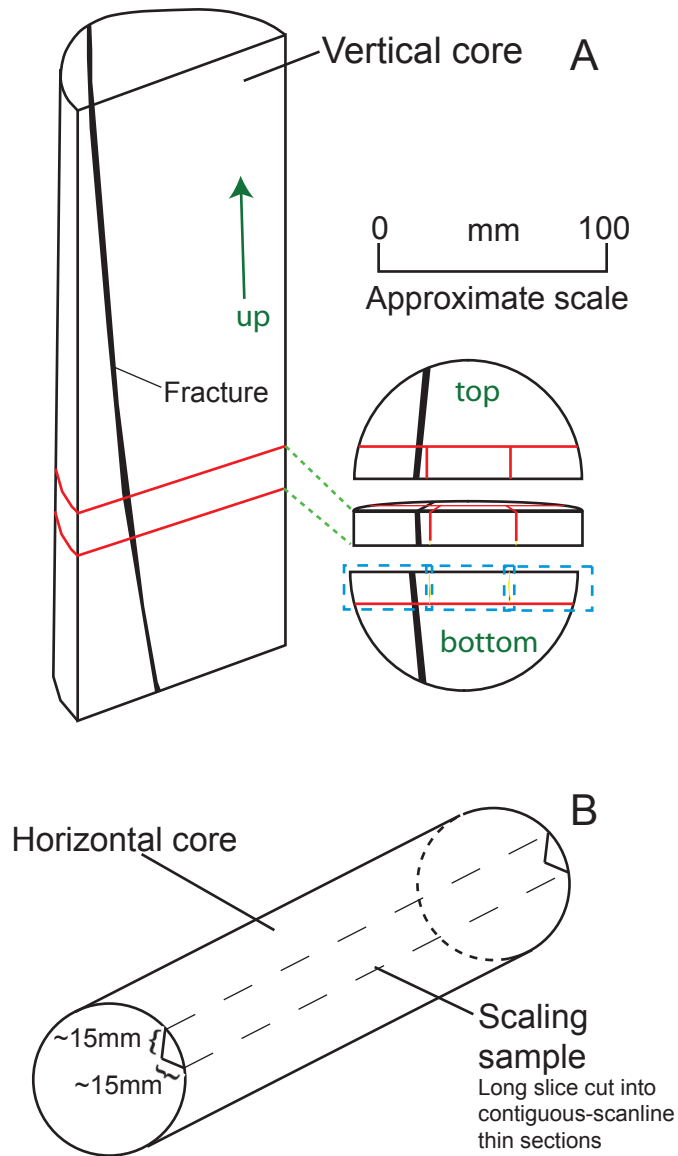 Vertical core
A
0 mm 100
Approximate scale
up
Fracture
top
bottom
B
Horizontal core
~15mm
~15mm
Scaling
sample
Long slice cut into
contiguous-scanline
thin sections